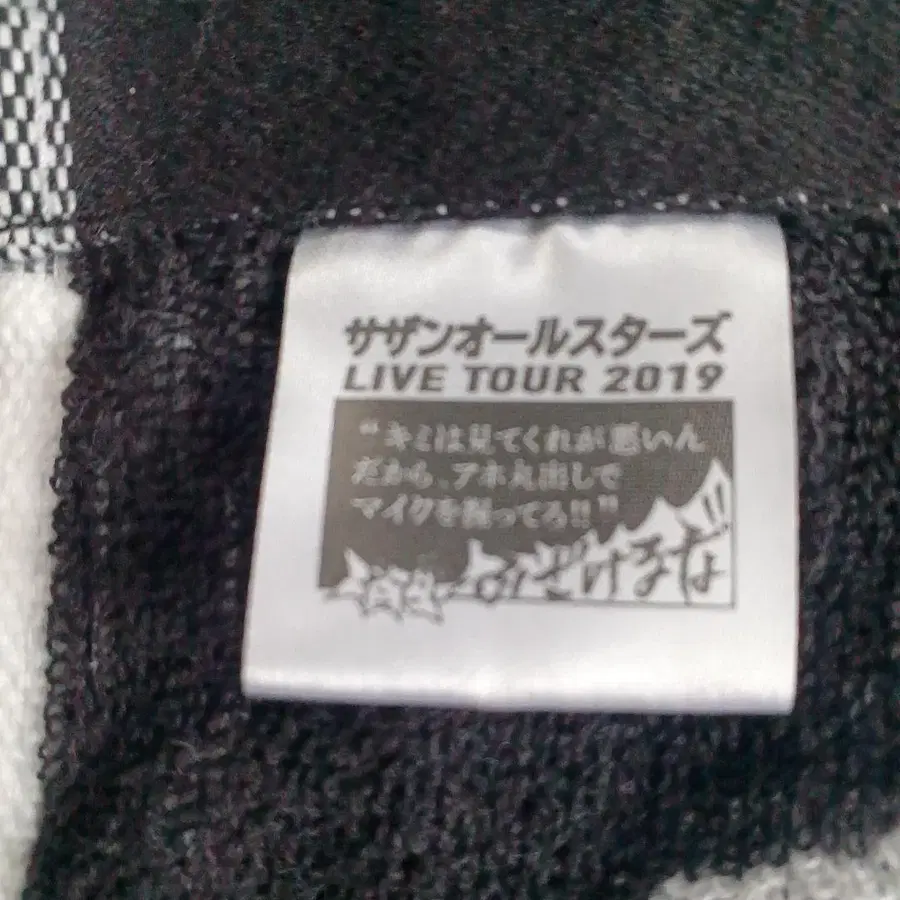 サザンオールスターズ
LIVE TOUR 2019
“キミは見てくれが悪いん
だから、アホ丸出しで
マイクを握ってろ!!”
だと!? ふざけるな!!